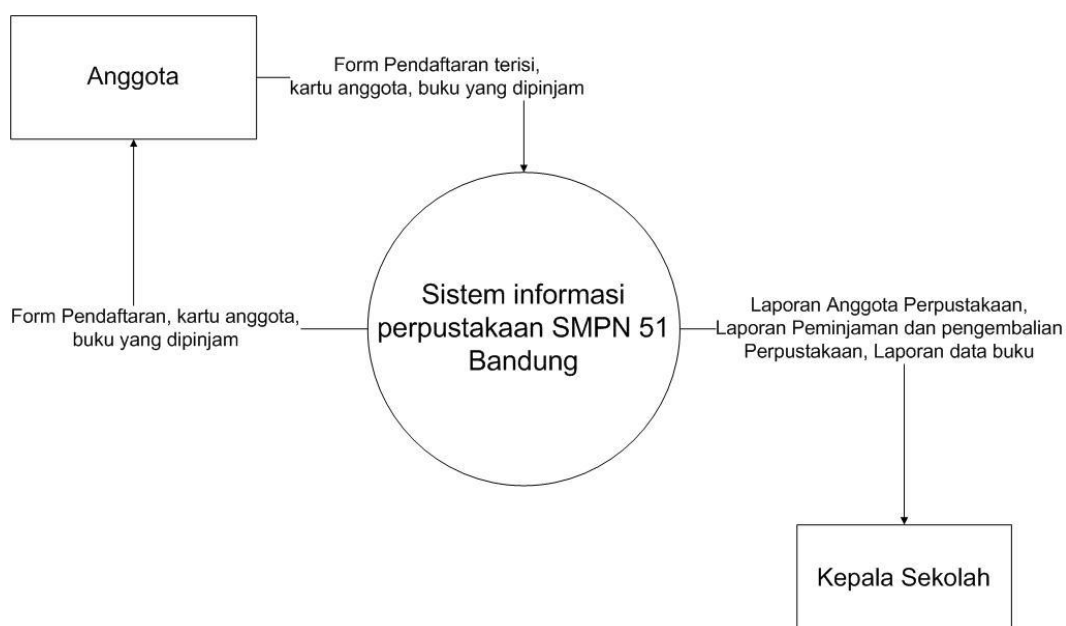 Anggota
Form Pendaftaran terisi,
kartu anggota, buku yang dipinjam
Sistem informasi
perpustakaan SMPN 51
Bandung
Form Pendaftaran, kartu anggota,
buku yang dipinjam
Laporan Anggota Perpustakaan,
Laporan Peminjaman dan pengembalian
Perpustakaan, Laporan data buku
Kepala Sekolah